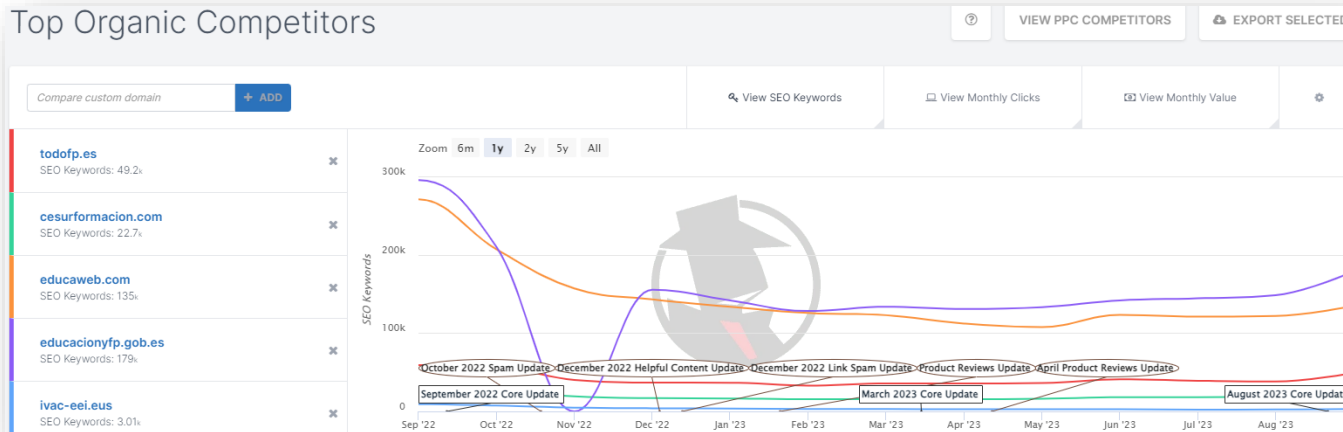 Top Organic Competitors
VIEW PPC COMPETITORS
EXPORT SELECTED
Compare custom domain
+ ADD
View SEO Keywords
View Monthly Clicks
View Monthly Value
todofp.es
SEO Keywords: 49.2k
cesurformacion.com
SEO Keywords: 22.7k
educaweb.com
SEO Keywords: 135k
educacionyfp.gob.es
SEO Keywords: 179k
ivac-eei.eus
SEO Keywords: 3.01k
Zoom 6m 1y 2y 5y All
300k
200k
100k
0
SEO Keywords
October 2022 Spam Update
December 2022 Helpful Content Update
December 2022 Link Spam Update
Product Reviews Update
April Product Reviews Update
September 2022 Core Update
March 2023 Core Update
August 2023 Core Updat
Sep '22 Oct '22 Nov '22 Dec '22 Jan '23 Feb '23 Mar '23 Apr '23 May '23 Jun '23 Jul '23 Aug '23